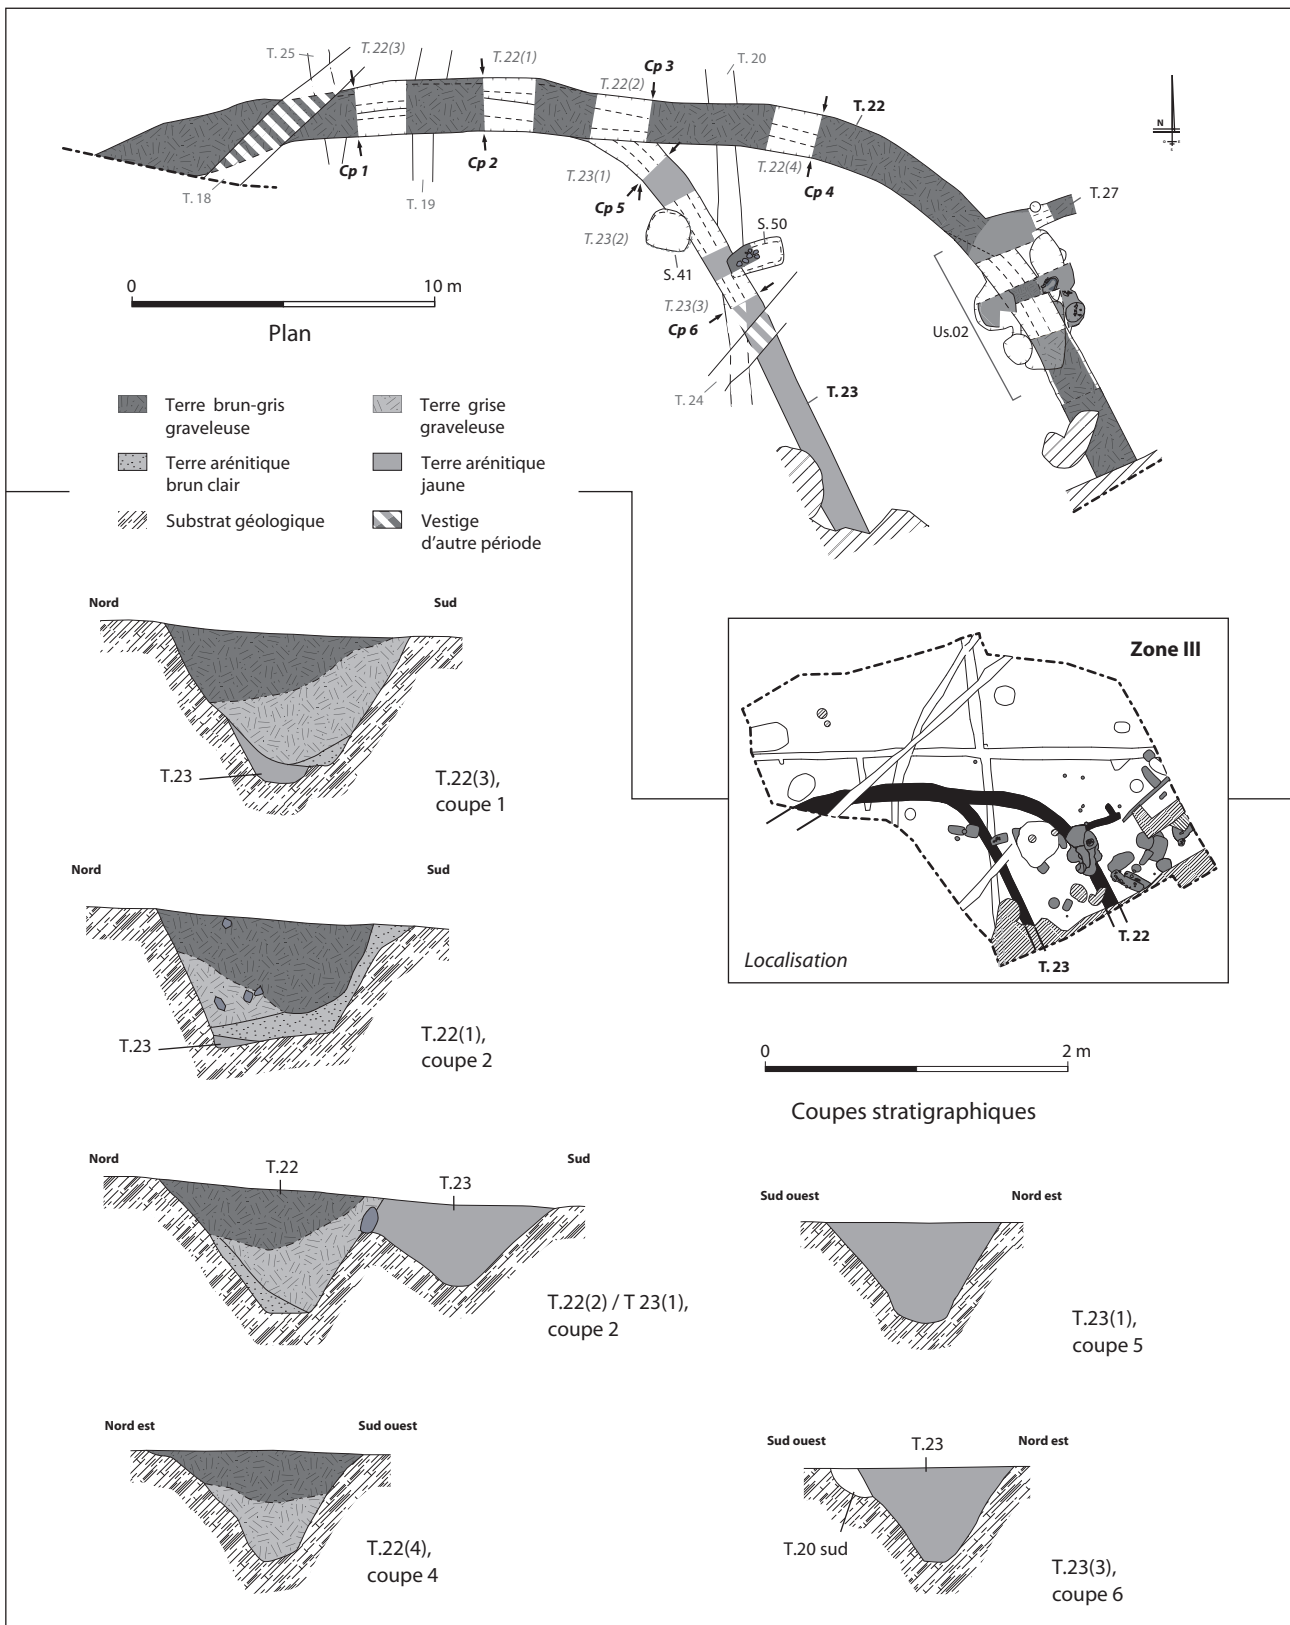 T. 25
T.22(3)
T.22(1)
Cp 3
T. 20
T.22(2)
T. 22
N
Cp 1
Cp 2
T.22(4)
T.23(1)
Cp 4
T. 18
T. 19
Cp 5
T. 27
T.23(2)
S. 50
S. 41
0
10 m
T.23(3)
Cp 6
Us.02
Plan
T. 24
T. 23
Terre brun-gris
graveleuse
Terre grise
graveleuse
Terre arénitique
brun clair
Terre arénitique
jaune
Substrat géologique
Vestige
d'autre période
Nord
Sud
T.23
T.22(3),
coupe 1
Zone III
T. 22
T. 23
Localisation
Nord
Sud
T.23
T.22(1),
coupe 2
0
2 m
Coupes stratigraphiques
Nord
T.22
T.23
Sud
T.22(2) / T 23(1),
coupe 2
Sud ouest
Nord est
T.23(1),
coupe 5
Nord est
Sud ouest
T.22(4),
coupe 4
Sud ouest
T.23
Nord est
T.20 sud
T.23(3),
coupe 6